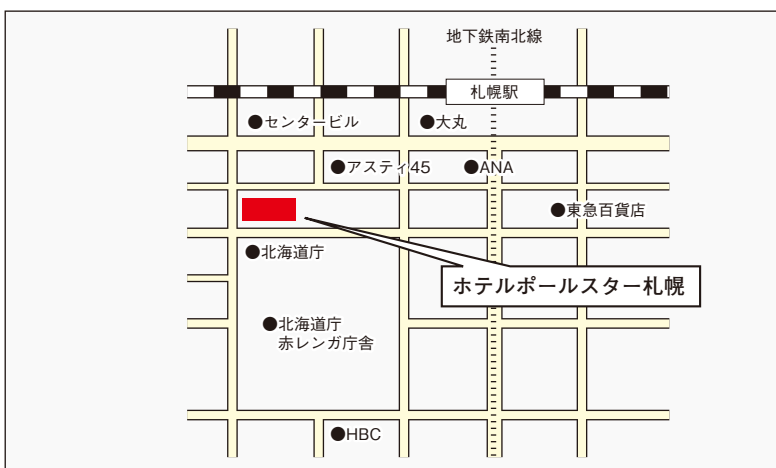 地下鉄南北線
札幌駅
●センタービル
●大丸
●アスティ45
●ANA
●東急百貨店
●北海道庁
ホテルポールスター札幌
●北海道庁
赤レンガ庁舎
●HBC